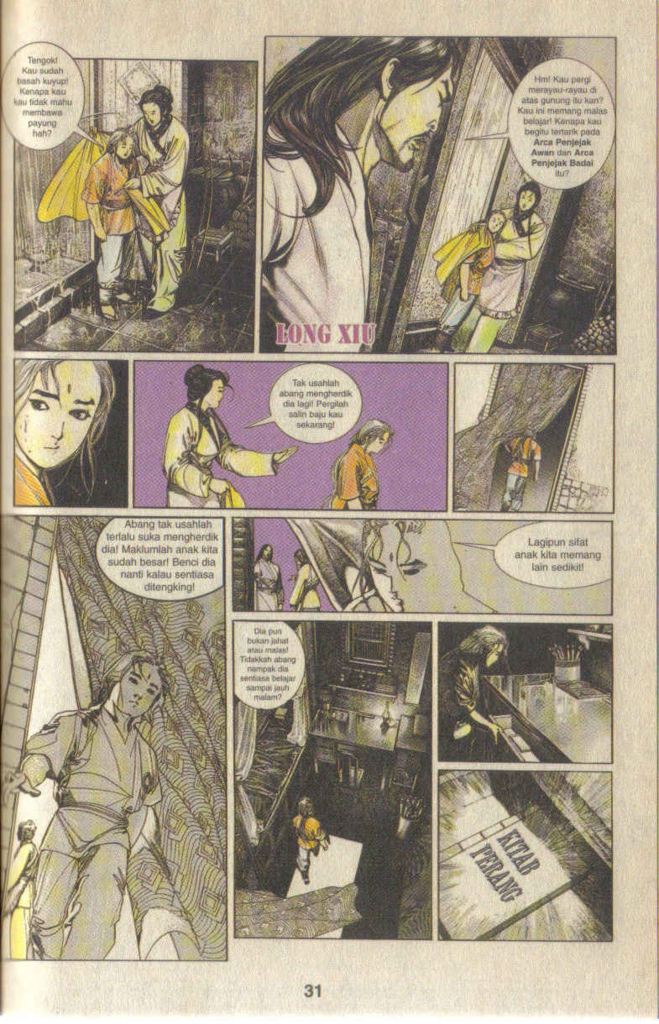 Tengok!
Kau sudah
basah kuyup!
Kenapa kau
kau tidak mahu
membawa
payung
hah?
Hm! Kau pergi
merayau-rayau di
atas gunung itu kan?
Kau ini memang malas
belajar! Kenapa kau
begitu tertarik pada
Arca Penjejak
Awan dan Arca
Penjejak Badai
itu?
LONG XIU
Tak usahlah
abang mengherdik
dia lagi! Pergilah
salin baju kau
sekarang!
Abang tak usahlah
terlalu suka mengherdik
dia! Maklumlah anak kita
sudah besar! Benci dia
nanti kalau sentiasa
ditengking!
Lagipun sifat
anak kita memang
lain sedikit!
Dia pun
bukan jahat
atau malas!
Tidakkah abang
nampak dia
sentiasa belajar
sampai jauh
malam?
KITAB
PERANG
31